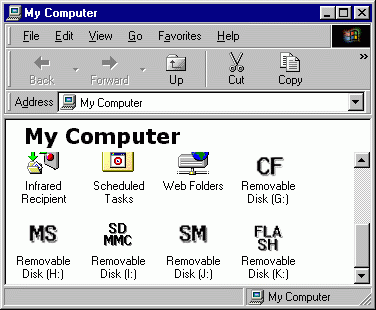 My Computer
File Edit View Go Favorites Help
Back Forward Up Cut Copy
Address My Computer
My Computer
CF
Infrared Recipient Scheduled Tasks Web Folders Removable Disk (G:)
MS SD MMC SM FLA SH
Removable Disk (H:) Removable Disk (I:) Removable Disk (J:) Removable Disk (K:)
My Computer